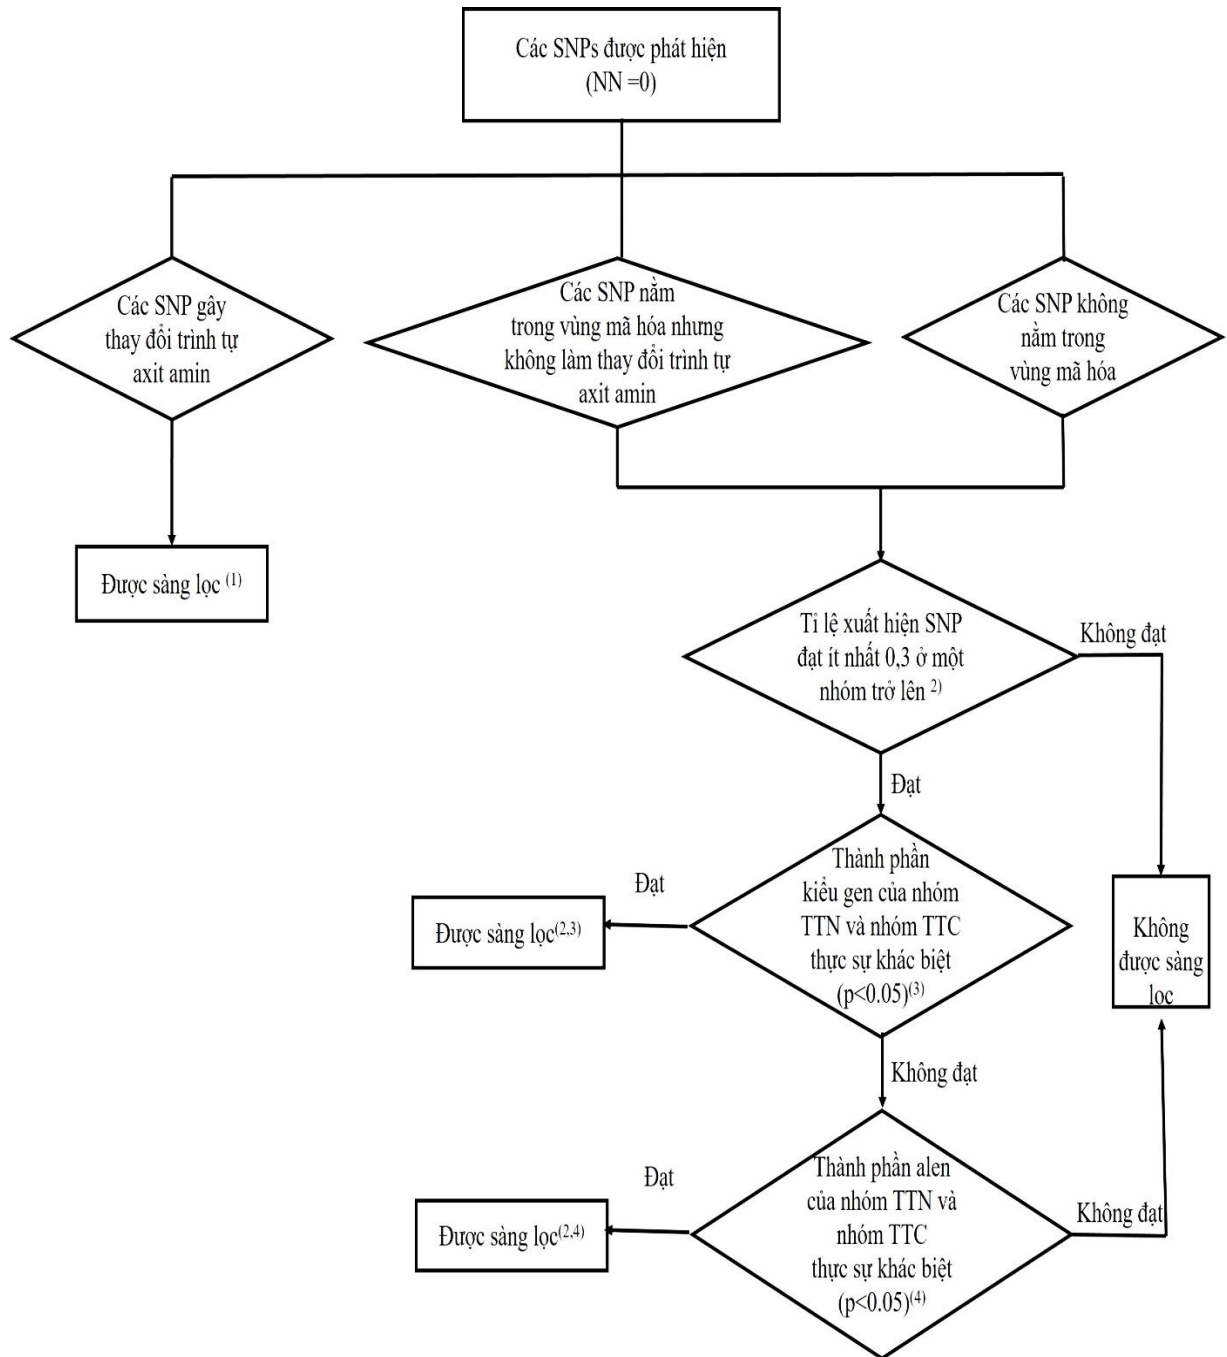 Các SNPs được phát hiện
(NN =0)
Các SNP gây
thay đổi trình tự
axit amin
Các SNP nằm
trong vùng mã hóa nhưng
không làm thay đổi trình tự
axit amin
Các SNP không
nằm trong
vùng mã hóa
Được sàng lọc (1)
Tỉ lệ xuất hiện SNP
đạt ít nhất 0,3 ở một
nhóm trở lên 2)
Không đạt
Đạt
Thành phần
kiểu gen của nhóm
TTN và nhóm TTC
thực sự khác biệt
(p<0.05)(3)
Đạt
Được sàng lọc(2,3)
Không
được sàng
lọc
Không đạt
Thành phần alen
của nhóm TTN và
nhóm TTC
thực sự khác biệt
(p<0.05)(4)
Đạt
Được sàng lọc(2,4)
Không đạt